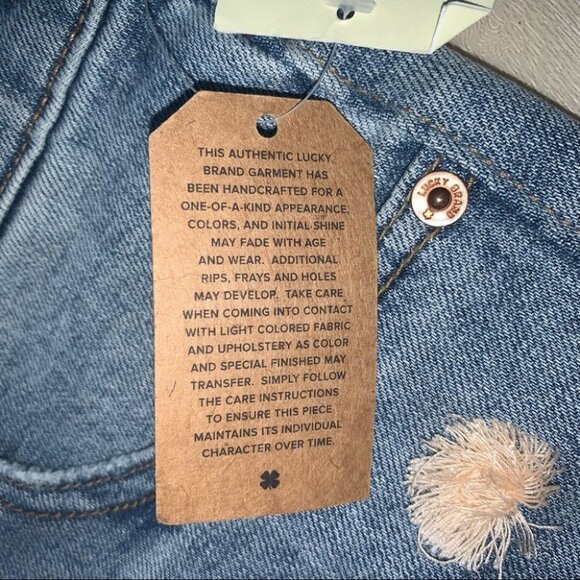 THIS AUTHENTIC LUCKY
BRAND GARMENT HAS
BEEN HANDCRAFTED FOR A
ONE-OF-A-KIND APPEARANCE,
COLORS, AND INITIAL SHINE
MAY FADE WITH AGE
AND WEAR. ADDITIONAL
RIPS, FRAYS AND HOLES
MAY DEVELOP. TAKE CARE
WHEN COMING INTO CONTACT
WITH LIGHT COLORED FABRIC
AND UPHOLSTERY AS COLOR
AND SPECIAL FINISHED MAY
TRANSFER. SIMPLY FOLLOW
THE CARE INSTRUCTIONS
TO ENSURE THIS PIECE
MAINTAINS ITS INDIVIDUAL
CHARACTER OVER TIME.
LUCKY BRAND